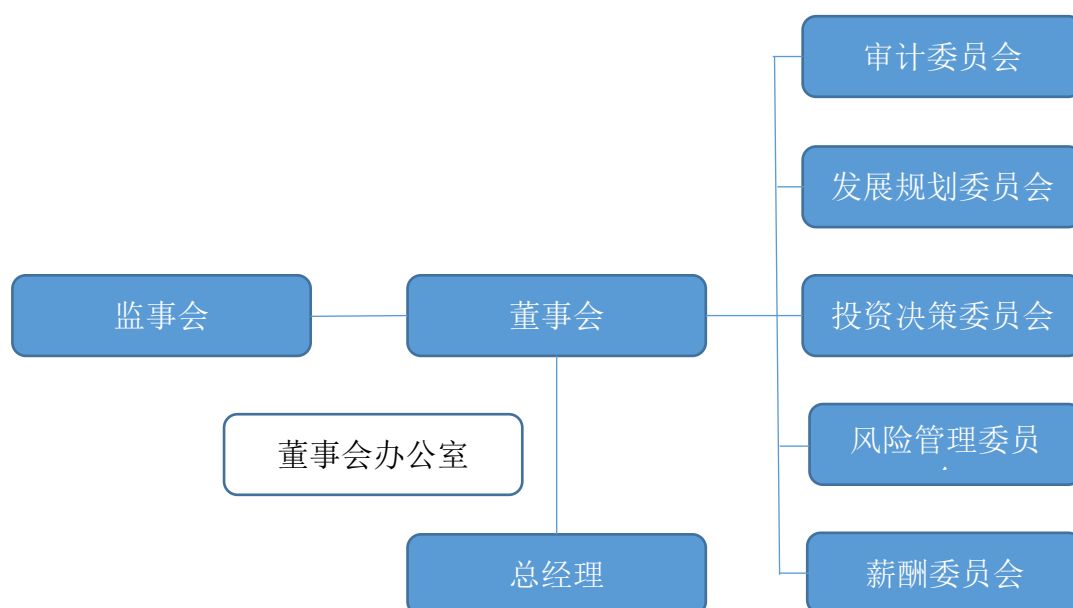 审计委员会
发展规划委员会
监事会
董事会
投资决策委员会
董事会办公室
风险管理委员
总经理
薪酬委员会